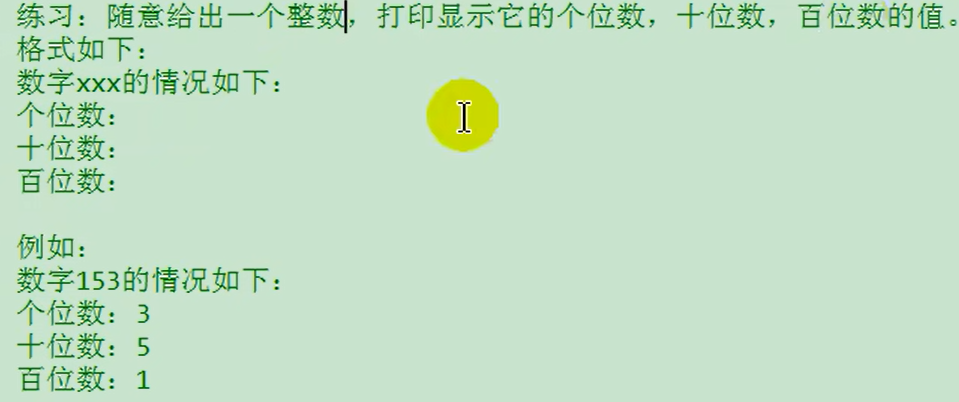 练习：随意给出一个整数，打印显示它的个位数，十位数，百位数的值。
格式如下：
数字xxx的情况如下：
个位数：
十位数：
百位数：
例如：
数字153的情况如下：
个位数：3
十位数：5
百位数：1